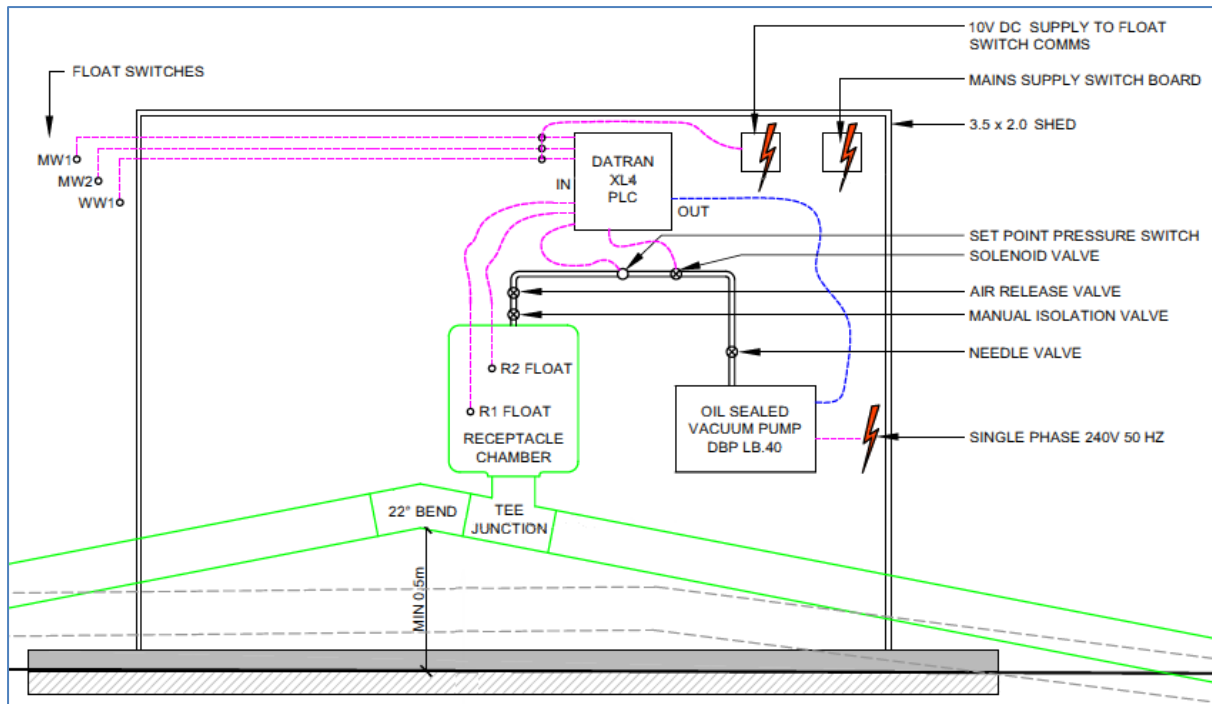 10V DC SUPPLY TO FLOAT
SWITCH COMMS
FLOAT SWITCHES
MAINS SUPPLY SWITCH BOARD
3.5 x 2.0 SHED
MW1
MW2
WW1
DATRAN
XL4
PLC
IN
OUT
SET POINT PRESSURE SWITCH
SOLENOID VALVE
AIR RELEASE VALVE
MANUAL ISOLATION VALVE
NEEDLE VALVE
R2 FLOAT
R1 FLOAT
RECEPTACLE
CHAMBER
OIL SEALED
VACUUM PUMP
DBP LB.40
SINGLE PHASE 240V 50 HZ
22° BEND
TEE
JUNCTION
MIN 0.5m